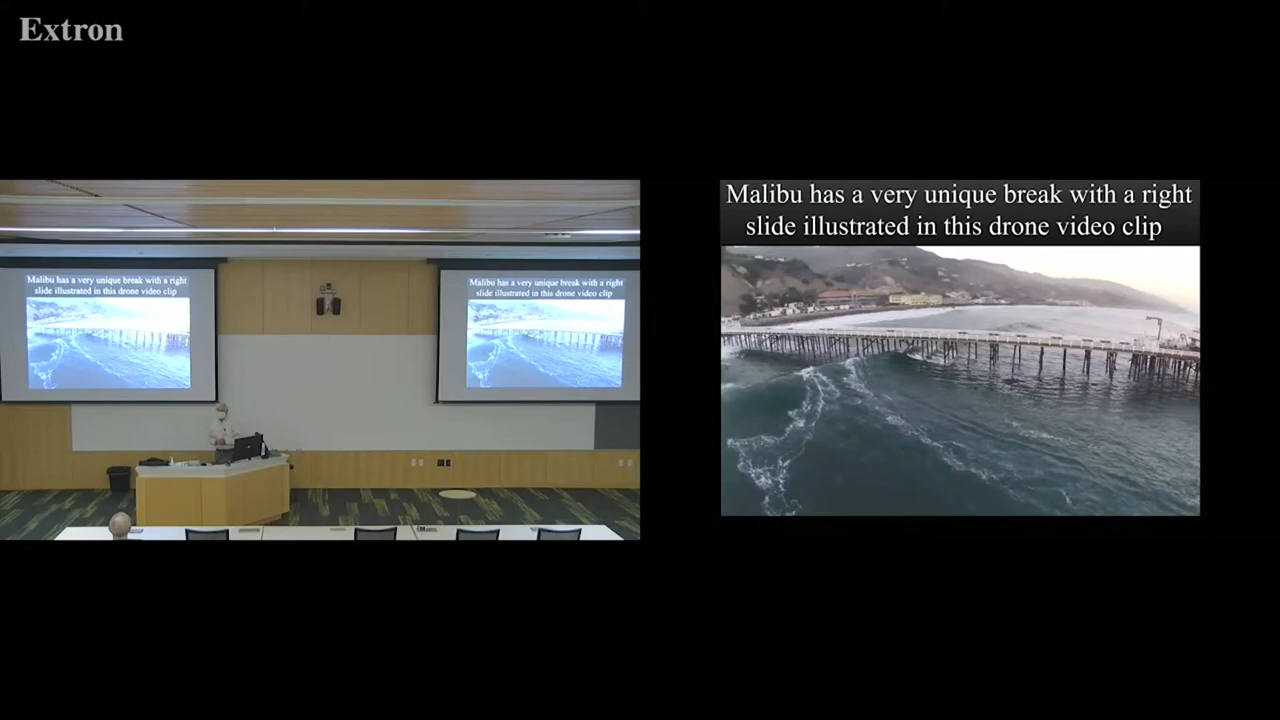 Extron
Malibu has a very unique break with a right
slide illustrated in this drone video clip
Malibu has a very unique break with a right
slide illustrated in this drone video clip
Malibu has a very unique break with a right
slide illustrated in this drone video clip